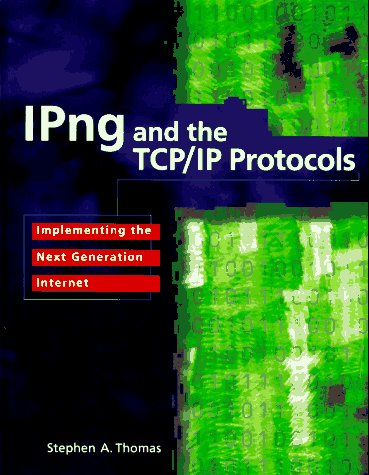 IPng and the
TCP/IP Protocols
Implementing the
Next Generation
Internet
Stephen A. Thomas